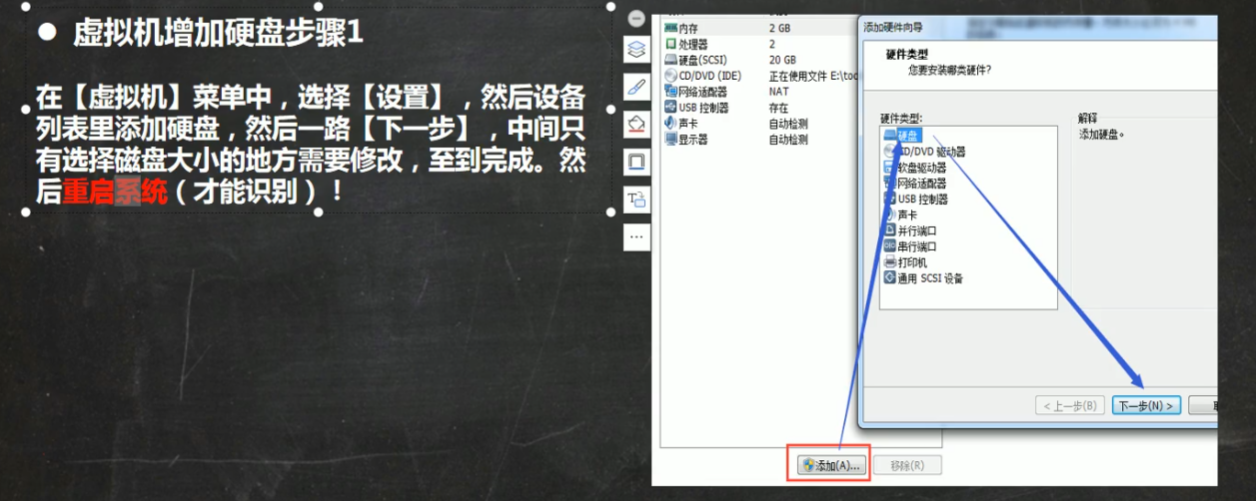 ● 虚拟机增加硬盘步骤1
在【虚拟机】菜单中，选择【设置】，然后设备
列表里添加硬盘，然后一路【下一步】，中间只
有选择磁盘大小的地方需要修改，至到完成。然
后重启系统（才能识别）！
内存 2 GB
处理器 2
硬盘(SCSI) 20 GB
CD/DVD (IDE) 正在使用文件 E:\tool
网络适配器 NAT
USB 控制器 存在
声卡 自动检测
显示器 自动检测
添加(A)...
移除(R)
添加硬件向导
硬件类型
您要安装哪类硬件?
硬件类型:
硬盘
CD/DVD 驱动器
软盘驱动器
网络适配器
USB 控制器
声卡
并行端口
串行端口
打印机
通用 SCSI 设备
解释
添加硬盘。
< 上一步(B)
下一步(N) >